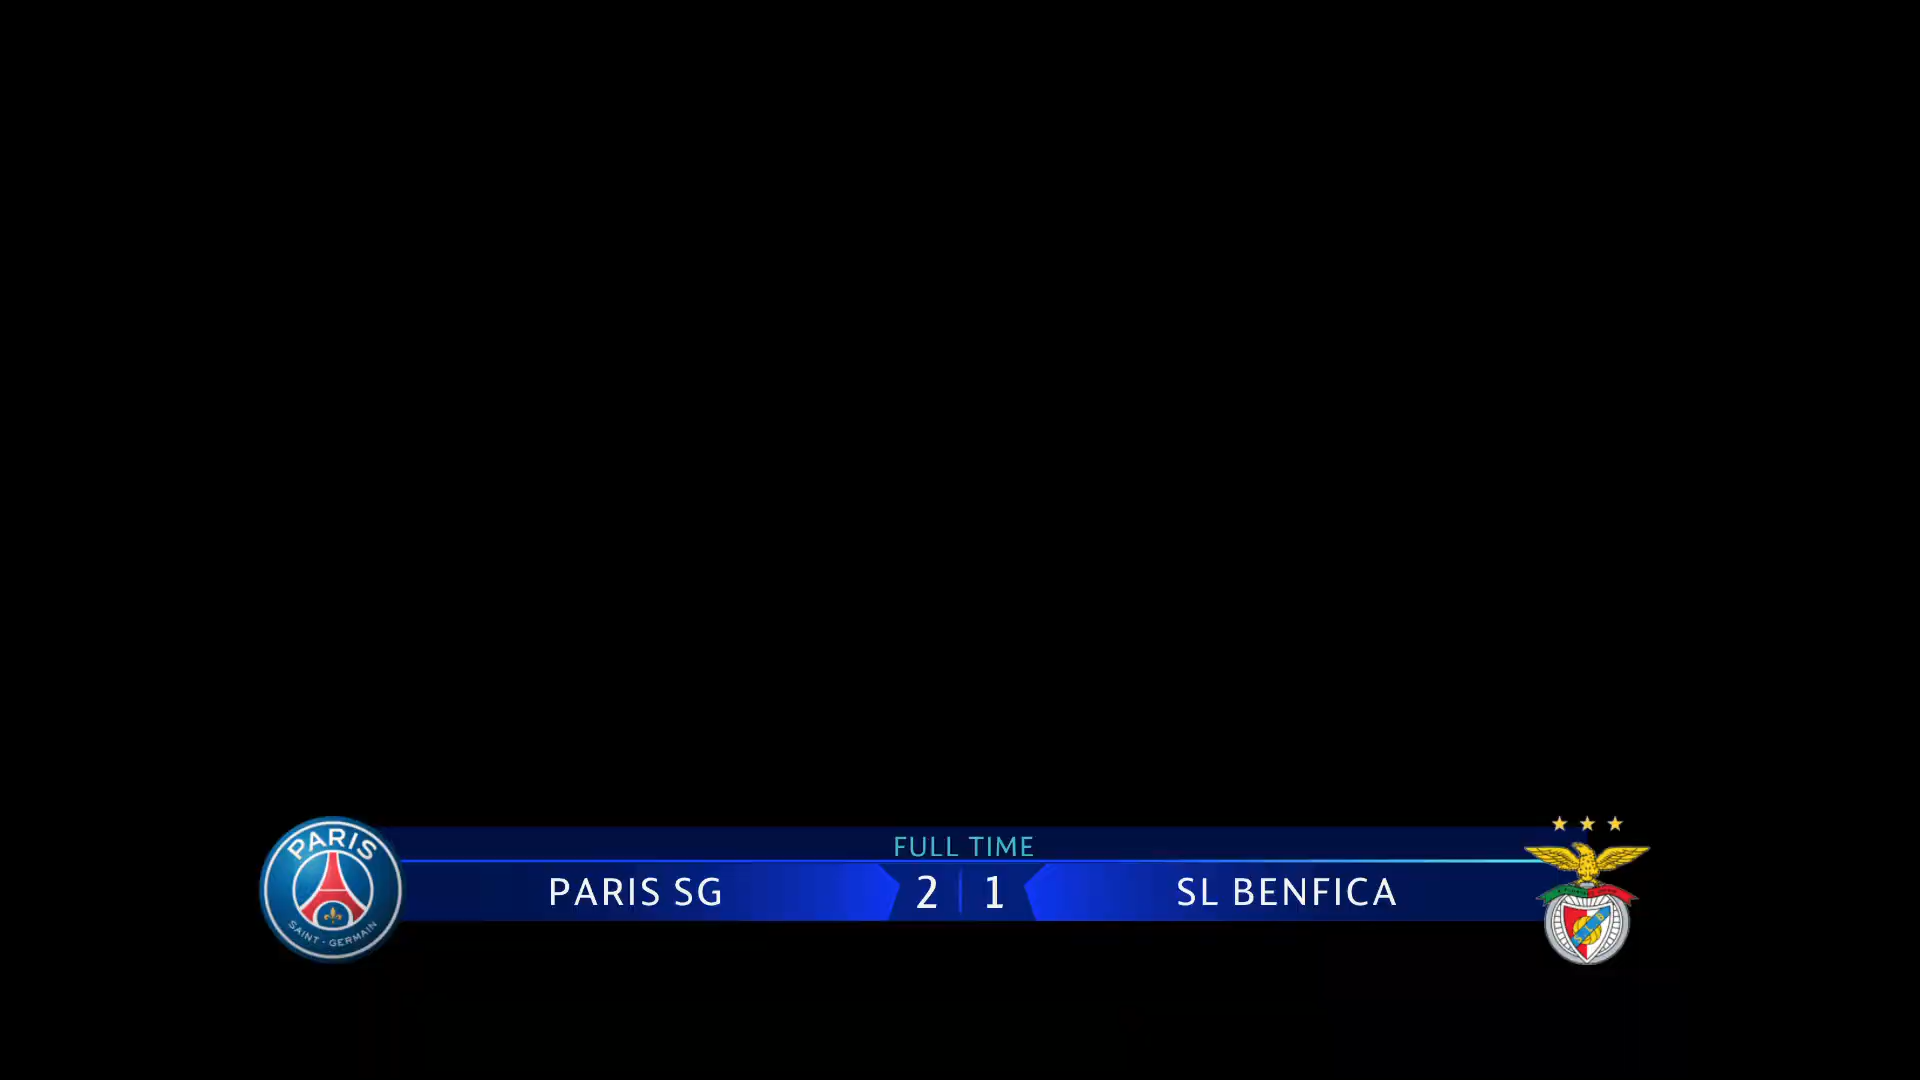 FULL TIME
PARIS SG 2 1 SL BENFICA
PARIS
SAINT-GERMAIN